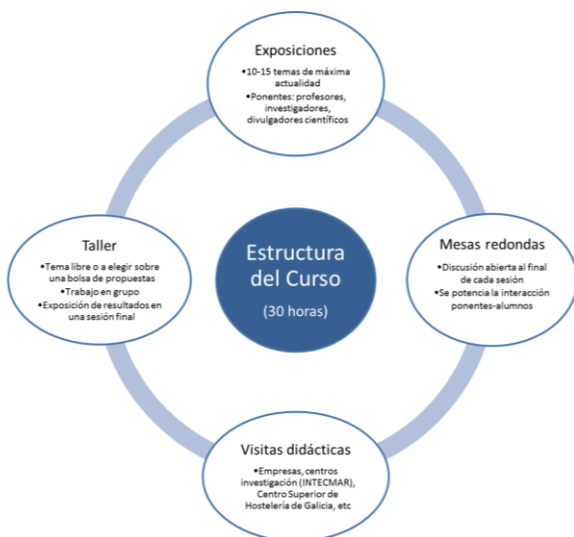 Exposiciones
•10-15 temas de máxima
actualidad
•Ponentes: profesores,
investigadores,
divulgadores científicos
Taller
•Tema libre o a elegir sobre
una bolsa de propuestas
•Trabajo en grupo
•Exposición de resultados en
una sesión final
Estructura
del Curso
(30 horas)
Mesas redondas
•Discusión abierta al final
de cada sesión
•Se potencia la interacción
ponentes-alumnos
Visitas didácticas
•Empresas, centros
investigación (INTECMAR),
Centro Superior de
Hostelería de Galicia, etc